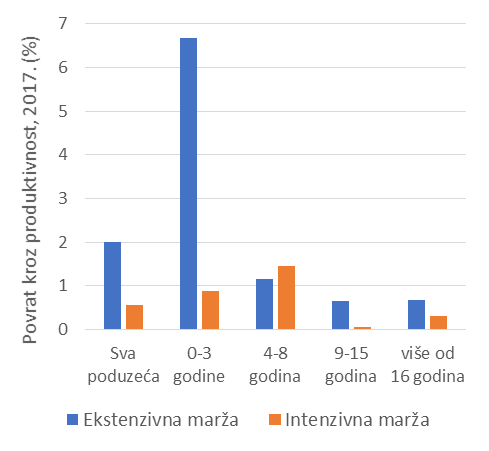 Povrat kroz produktivnost, 2017. (%)
7
6
5
4
3
2
1
0
Sva
poduzeća
0-3
godine
4-8
godina
9-15
godina
više od
16 godina
Ekstenzivna marža
Intenzivna marža